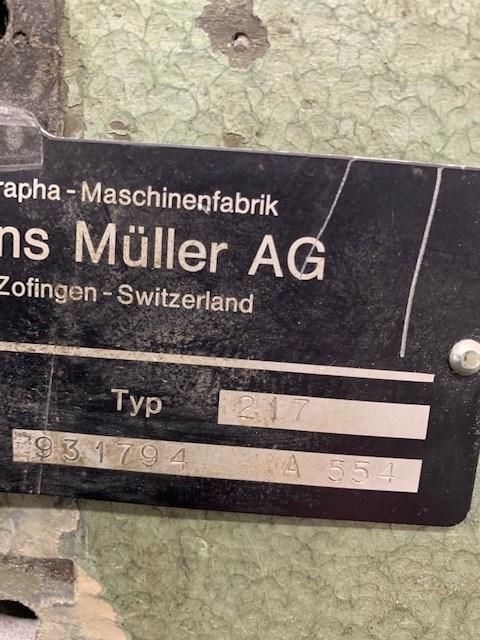 rapha - Maschinenfabrik
ns Müller AG
Zofingen - Switzerland
Typ 217
931794 A 554